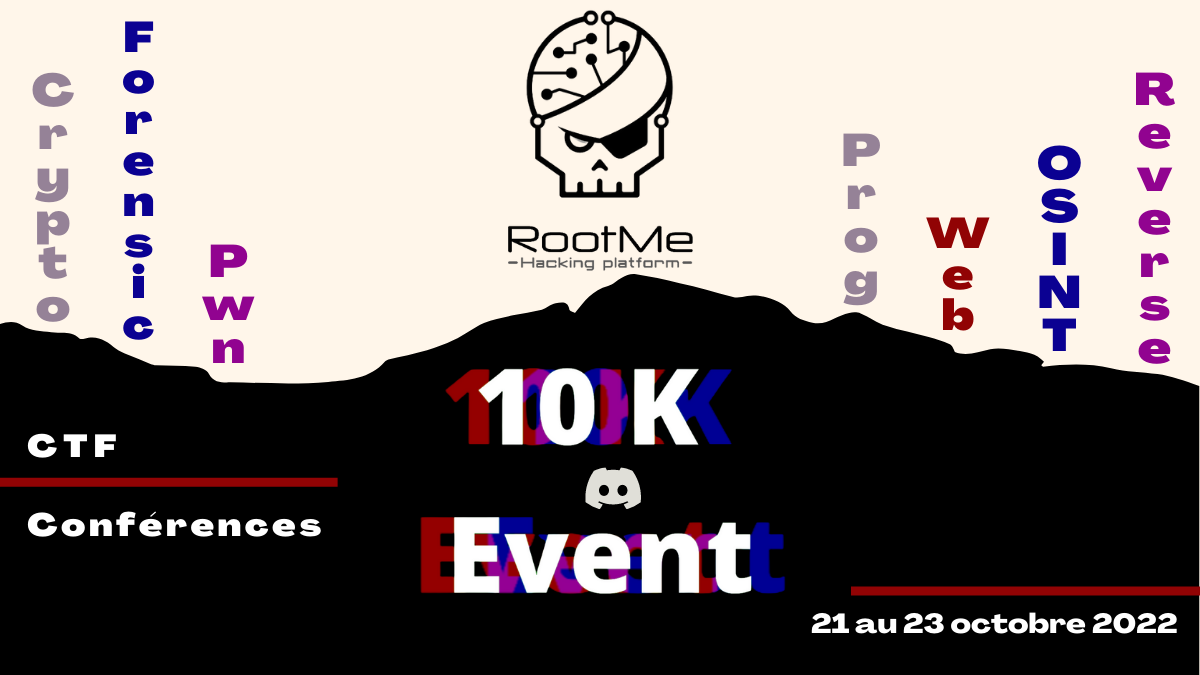 Crypto
Forensic
Pwn
RootMe
-Hacking platform-
Prog
Web
OSINT
Reverse
10 K
Event
CTF
Conférences
21 au 23 octobre 2022